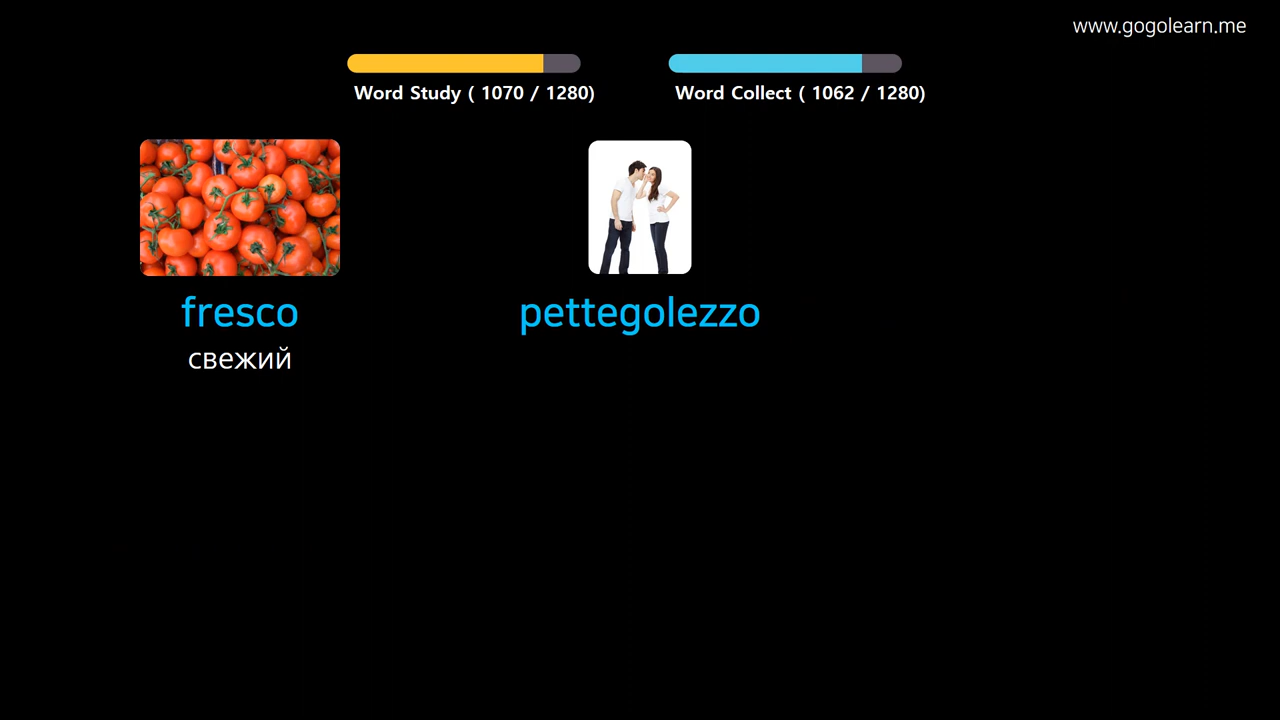 www.gogolearn.me
Word Study ( 1070 / 1280)
Word Collect ( 1062 / 1280)
fresco
pettegolezzo
свежий